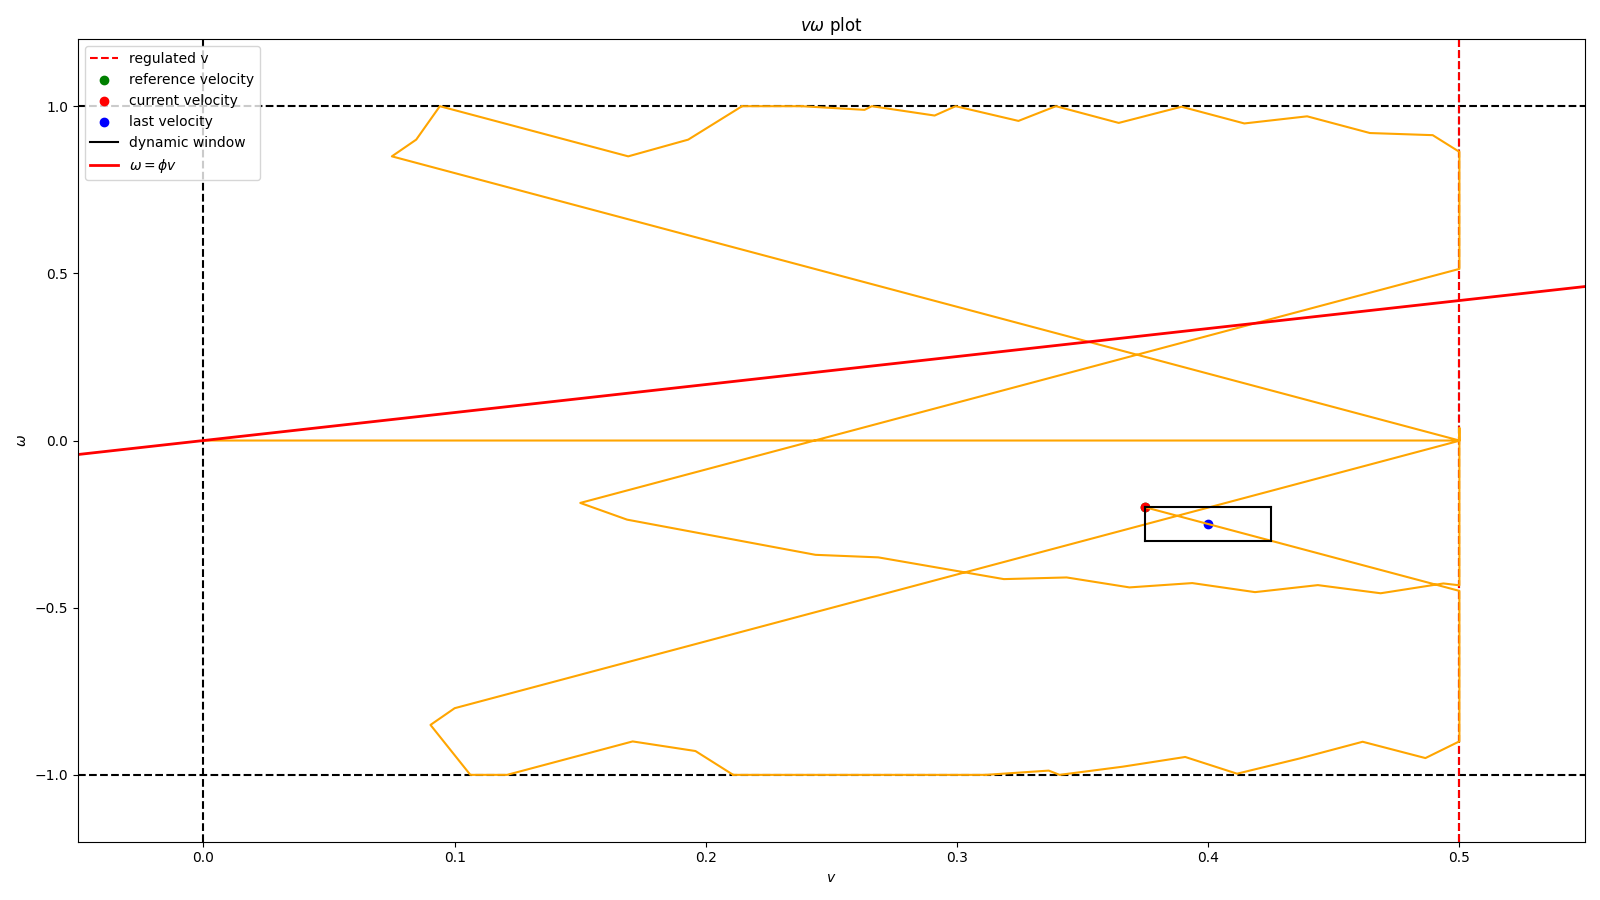 vω plot
regulated v
reference velocity
current velocity
last velocity
dynamic window
ω = ϕv
1.0
0.5
0.0
−0.5
−1.0
ω
0.0 0.1 0.2 0.3 0.4 0.5
v